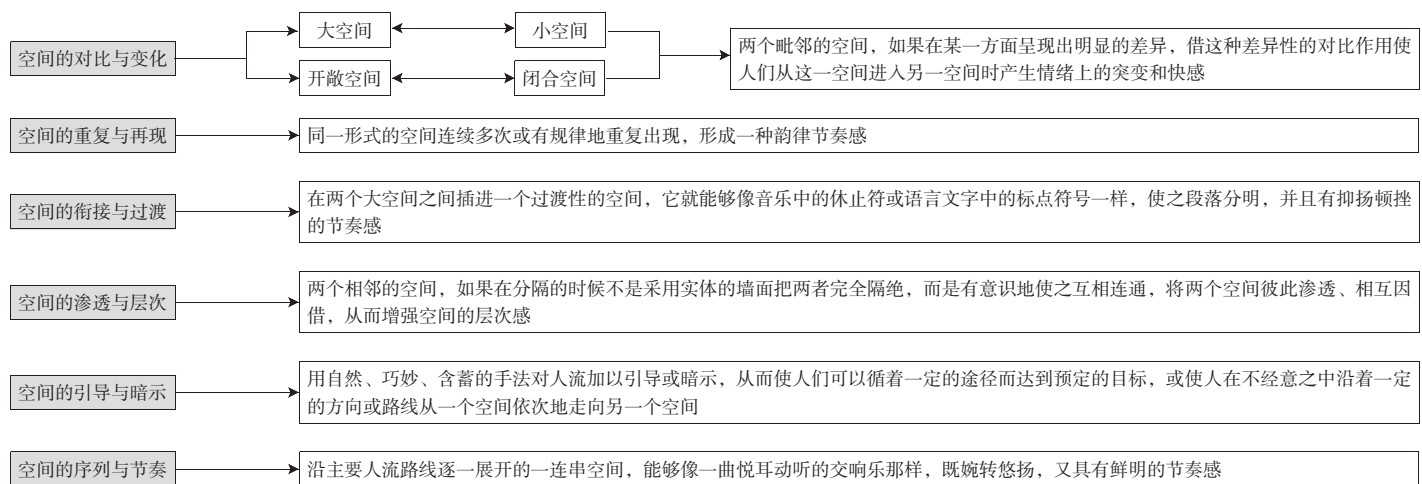 空间的对比与变化
大空间
小空间
开敞空间
闭合空间
两个毗邻的空间，如果在某一方面呈现出明显的差异，借这种差异性的对比作用使
人们从这一空间进入另一空间时产生情绪上的突变和快感
空间的重复与再现
同一形式的空间连续多次或有规律地重复出现，形成一种韵律节奏感
空间的衔接与过渡
在两个大空间之间插进一个过渡性的空间，它就能够像音乐中的休止符或语言文字中的标点符号一样，使之段落分明，并且有抑扬顿挫
的节奏感
空间的渗透与层次
两个相邻的空间，如果在分隔的时候不是采用实体的墙面把两者完全隔绝，而是有意识地使之互相连通，将两个空间彼此渗透、相互因
借，从而增强空间的层次感
空间的引导与暗示
用自然、巧妙、含蓄的手法对人流加以引导或暗示，从而使人们可以循着一定的途径而达到预定的目标，或使人在不经意之中沿着一定
的方向或路线从一个空间依次地走向另一个空间
空间的序列与节奏
沿主要人流路线逐一展开的一连串空间，能够像一曲悦耳动听的交响乐那样，既婉转悠扬，又具有鲜明的节奏感